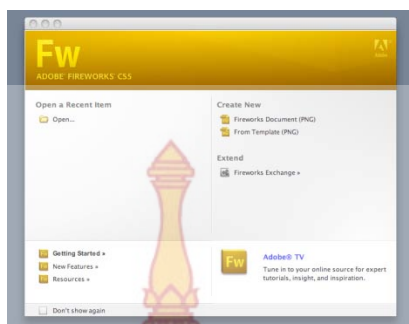 Fw
ADOBE® FIREWORKS® CS5
Adobe
Open a Recent Item
Open...
Create New
Fireworks Document (PNG)
From Template (PNG)
Extend
Fireworks Exchange »
Getting Started »
New Features »
Resources »
Fw
Adobe® TV
Tune in to your online source for expert
tutorials, insight, and inspiration.
Don't show again